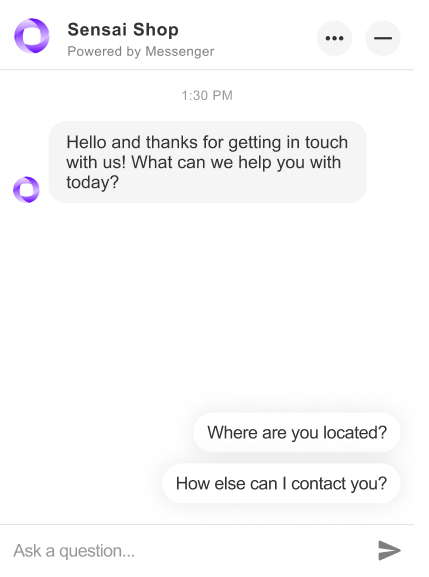 Sensai Shop
Powered by Messenger
1:30 PM
Hello and thanks for getting in touch
with us! What can we help you with
today?
Where are you located?
How else can I contact you?
Ask a question...